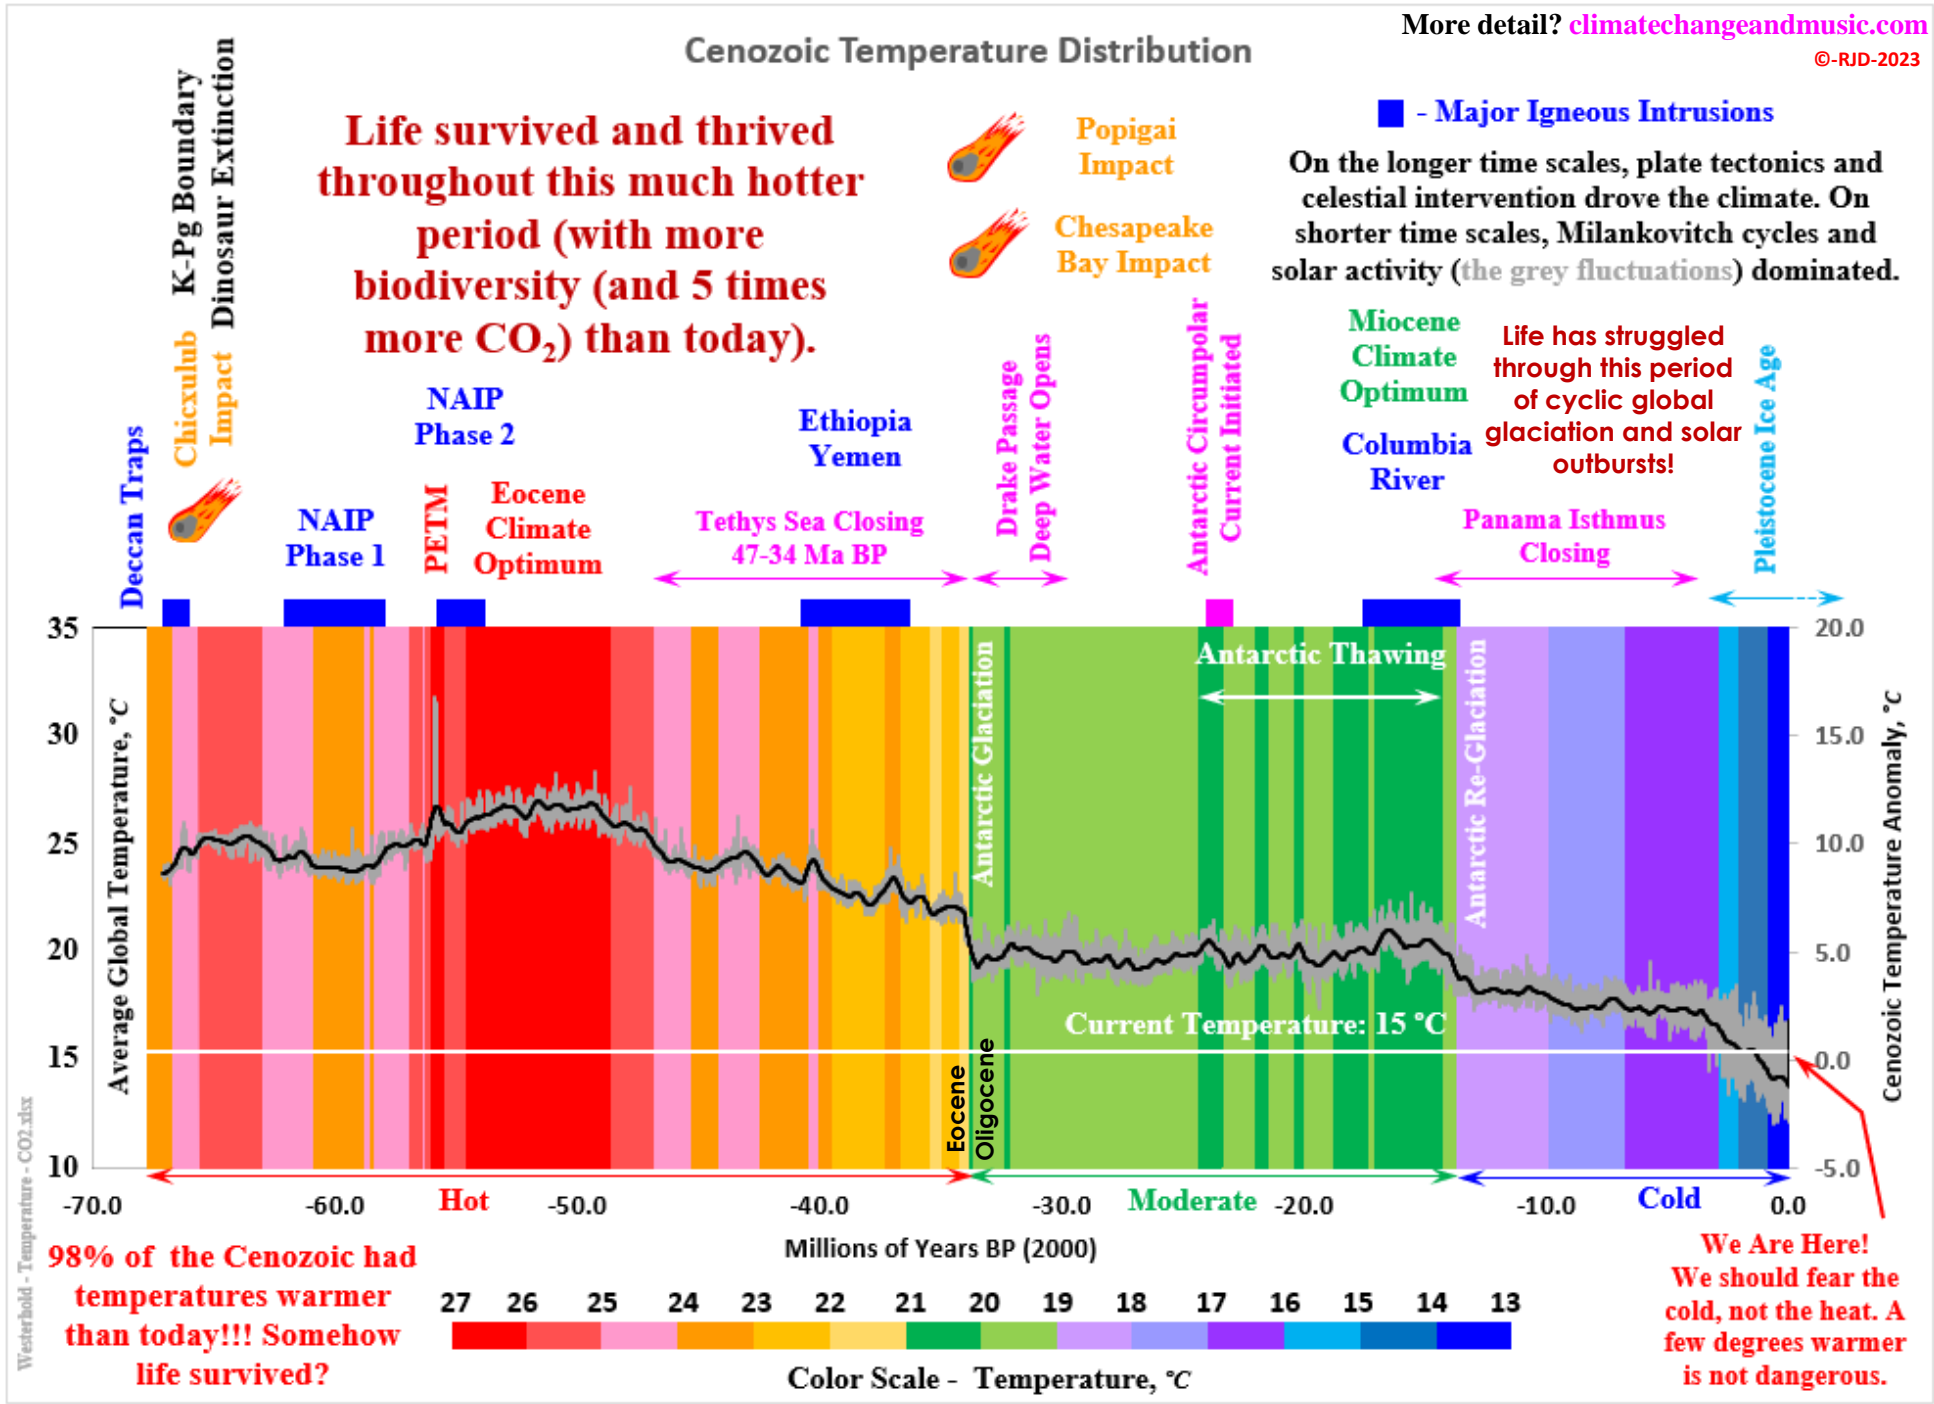 More detail? climatechangeandmusic.com
©-RJD-2023
Cenozoic Temperature Distribution
K-Pg Boundary
Dinosaur Extinction
Life survived and thrived
throughout this much hotter
period (with more
biodiversity (and 5 times
more CO₂) than today).
Popigai
Impact
Chesapeake
Bay Impact
- Major Igneous Intrusions
On the longer time scales, plate tectonics and
celestial intervention drove the climate. On
shorter time scales, Milankovitch cycles and
solar activity (the grey fluctuations) dominated.
Deccan Traps
Chicxulub
Impact
NAIP
Phase 1
PETM
NAIP
Phase 2
Eocene
Climate
Optimum
Ethiopia
Yemen
Tethys Sea Closing
47-34 Ma BP
Drake Passage
Deep Water Opens
Antarctic Circumpolar
Current Initiated
Miocene
Climate
Optimum
Columbia
River
Life has struggled
through this period
of cyclic global
glaciation and solar
outbursts!
Panama Isthmus
Closing
Pleistocene Ice Age
Average Global Temperature, °C
35
30
25
20
15
10
Antarctic Glaciation
Antarctic Thawing
Antarctic Re-Glaciation
Current Temperature: 15 °C
Eocene
Oligocene
20.0
15.0
10.0
5.0
0.0
-5.0
Cenozoic Temperature Anomaly, °C
Hot
Moderate
Cold
-70.0 -60.0 -50.0 -40.0 -30.0 -20.0 -10.0 0.0
Millions of Years BP (2000)
Westerhold - Temperature - CO2.xlsx
98% of the Cenozoic had
temperatures warmer
than today!!! Somehow
life survived?
27 26 25 24 23 22 21 20 19 18 17 16 15 14 13
Color Scale - Temperature, °C
We Are Here!
We should fear the
cold, not the heat. A
few degrees warmer
is not dangerous.